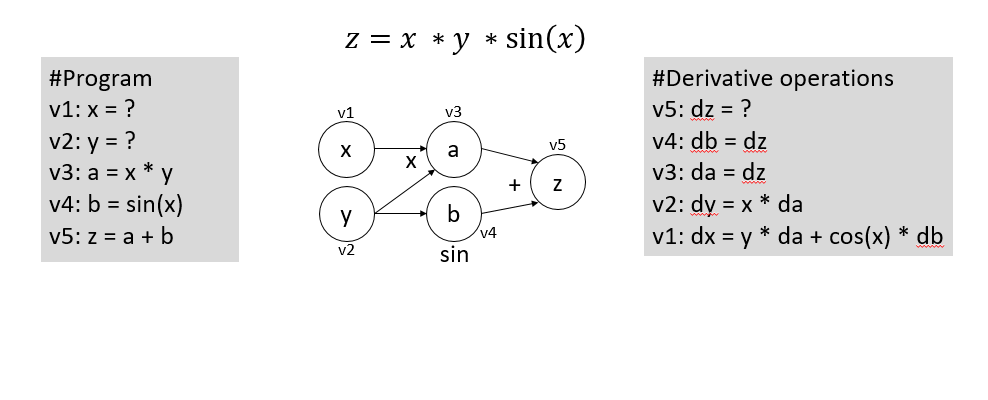 z = x * y * sin(x)
#Program
v1: x = ?
v2: y = ?
v3: a = x * y
v4: b = sin(x)
v5: z = a + b
v1
v3
x
x
a
v5
+
z
y
b
v4
v2
sin
#Derivative operations
v5: dz = ?
v4: db = dz
v3: da = dz
v2: dy = x * da
v1: dx = y * da + cos(x) * db